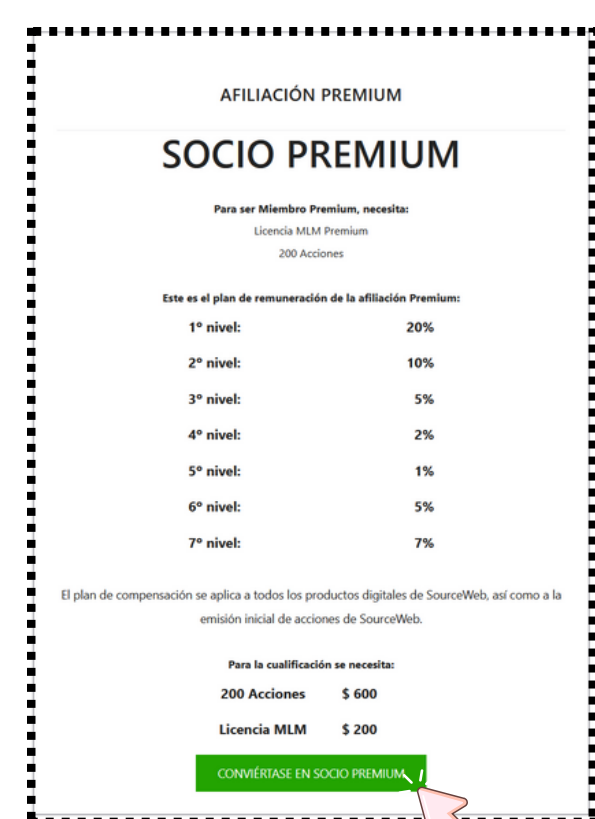 AFILIACIÓN PREMIUM
SOCIO PREMIUM
Para ser Miembro Premium, necesita:
Licencia MLM Premium
200 Acciones
Este es el plan de remuneración de la afiliación Premium:
1º nivel: 20%
2º nivel: 10%
3º nivel: 5%
4º nivel: 2%
5º nivel: 1%
6º nivel: 5%
7º nivel: 7%
El plan de compensación se aplica a todos los productos digitales de SourceWeb, así como a la
emisión inicial de acciones de SourceWeb.
Para la cualificación se necesita:
200 Acciones $ 600
Licencia MLM $ 200
CONVIÉRTASE EN SOCIO PREMIUM